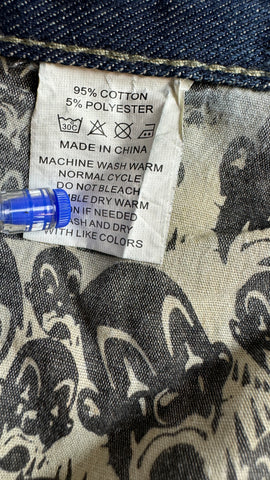 95% COTTON
5% POLYESTER
30C
MADE IN CHINA
MACHINE WASH WARM
NORMAL CYCLE
DO NOT BLEACH
DRY WARM
IF NEEDED
AND DRY
WITH LIKE COLORS